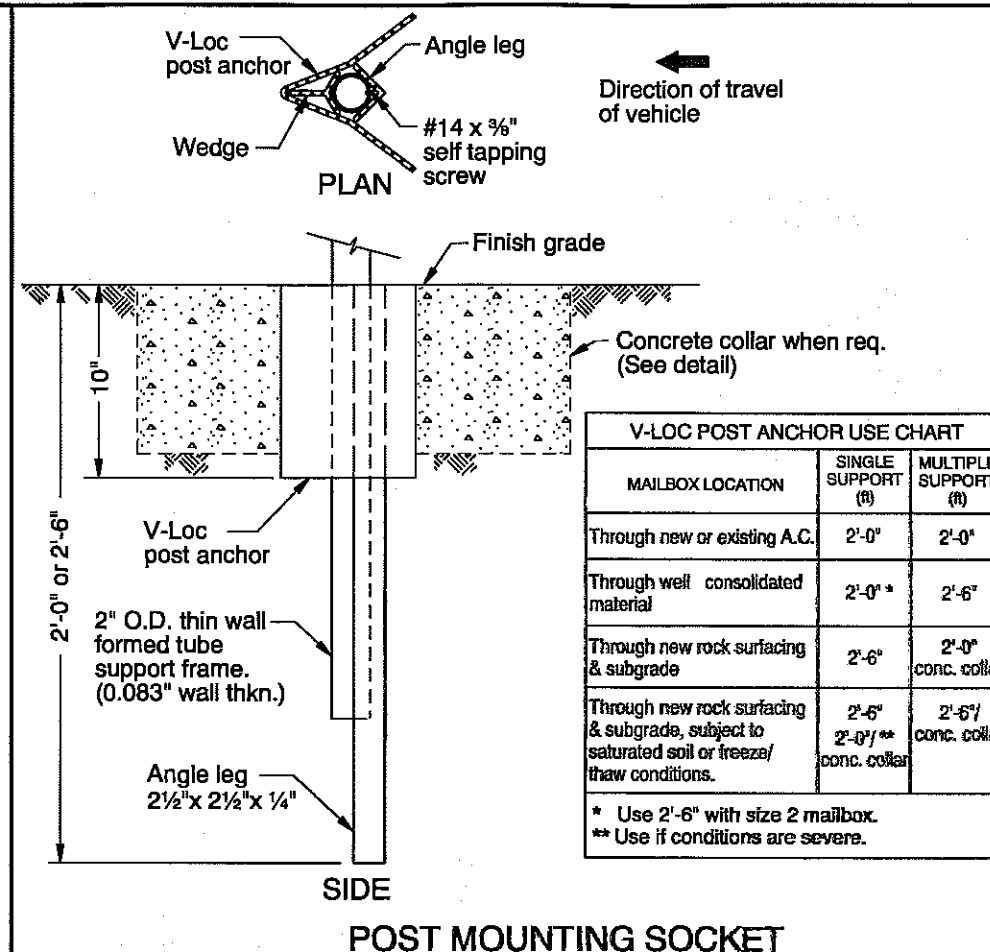 V-Loc
post anchor
Angle leg
Direction of travel
of vehicle
Wedge
#14 x ⅜"
self tapping
screw
PLAN
Finish grade
Concrete collar when req.
(See detail)
10"
2'-0" or 2'-6"
V-Loc
post anchor
2" O.D. thin wall
formed tube
support frame.
(0.083" wall thkn.)
Angle leg
2½"x 2½"x ¼"
SIDE
V-LOC POST ANCHOR USE CHART
MAILBOX LOCATION
SINGLE
SUPPORT
(ft)
MULTIPLE
SUPPORT
(ft)
Through new or existing A.C.
2'-0"
2'-0"
Through well consolidated
material
2'-0" *
2'-6"
Through new rock surfacing
& subgrade
2'-6"
2'-0"
conc. colla
Through new rock surfacing
& subgrade, subject to
saturated soil or freeze/
thaw conditions.
2'-6"
2'-0"/ **
conc. collar
2'-6"/
conc. colla
* Use 2'-6" with size 2 mailbox.
** Use if conditions are severe.
POST MOUNTING SOCKET